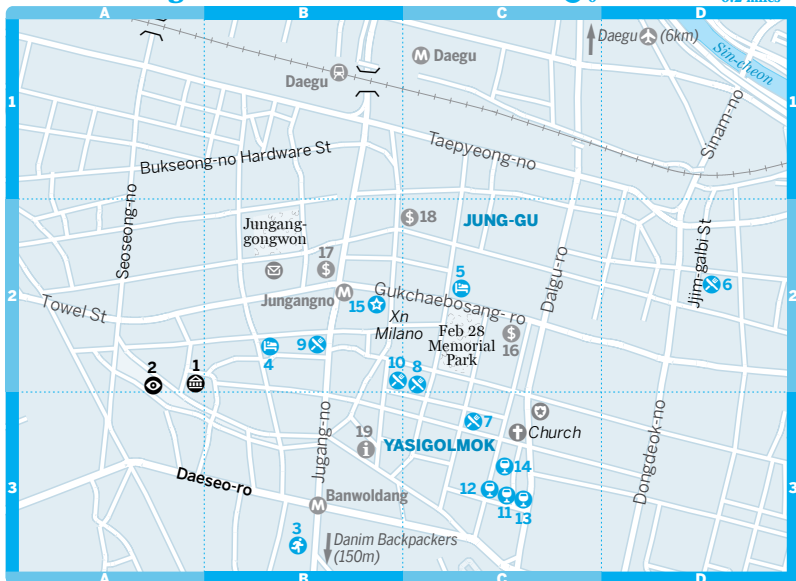 A B C D
1 1
2 2
3 3
A B C D
Daegu
Daegu
Daegu (6km)
Sin-cheon
Sinam-no
Taepyeong-no
Bukseong-no Hardware St
Seoseong-no
Jungang-
gongwon
18
JUNG-GU
17
5
Dalgu-ro
Jjim-galbi St
6
Towel St
Jungangno
15
Gukchaebosang-ro
Xn
Milano
Feb 28
Memorial
Park
16
9
4
2
1
10
8
7
Jugang-no
19
YASIGOLMOK
Church
Dongdeok-no
Daeseo-ro
Banwoldang
14
12
11
13
3
Danim Backpackers
(150m)